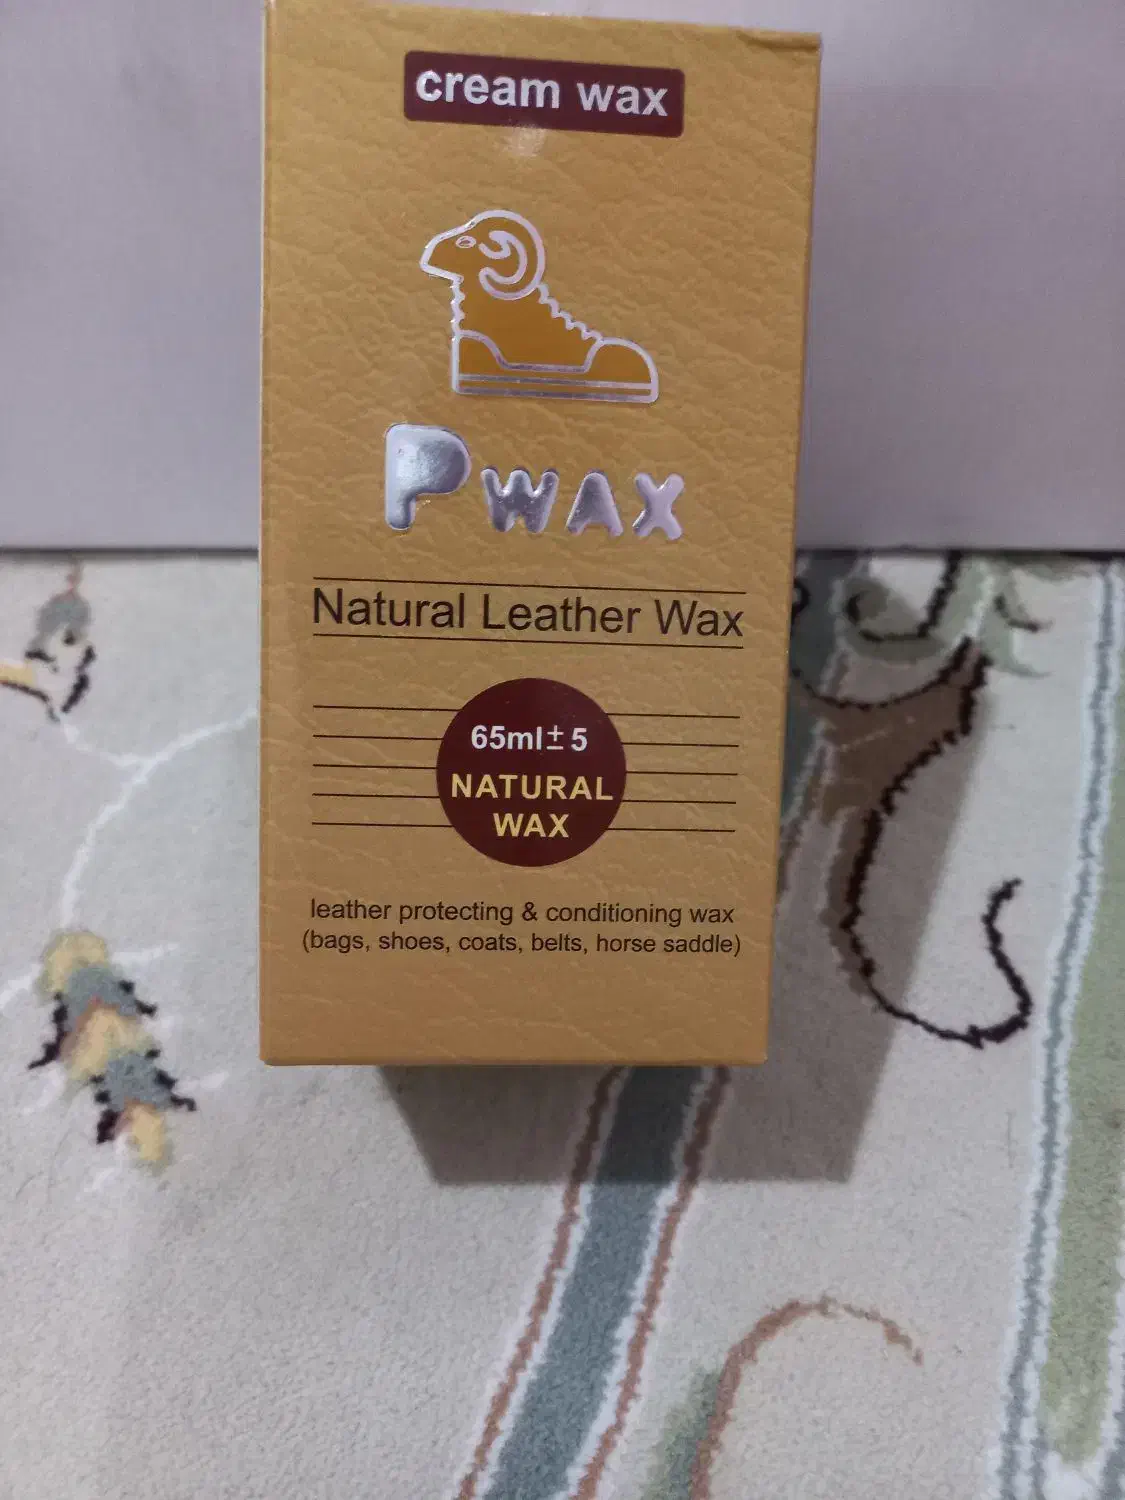 cream wax
PWAX
Natural Leather Wax
65ml± 5
NATURAL
WAX
leather protecting & conditioning wax
(bags, shoes, coats, belts, horse saddle)